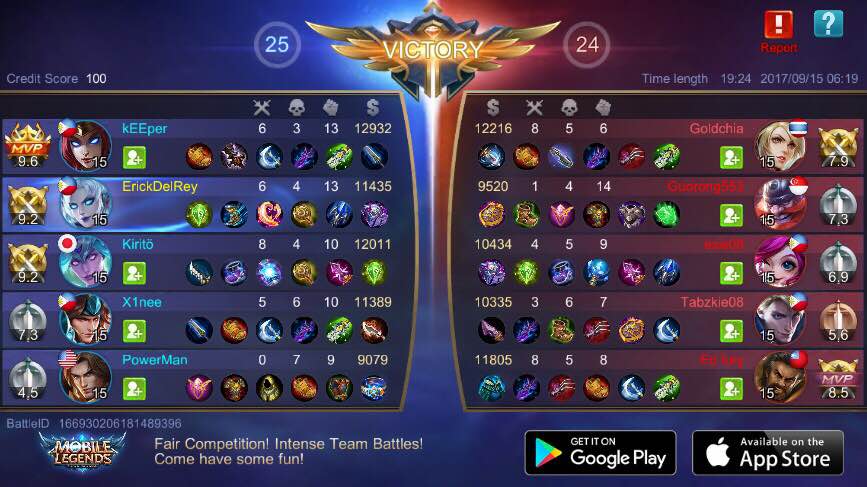 25 VICTORY 24
Report
Credit Score 100
Time length 19:24 2017/09/15 06:19
$
$
MVP 9.6 15 kEEper 6 3 13 12932
12216 8 5 6 Goldchia 15 7.9
9.2 15 ErickDelRey 6 4 13 11435
9520 1 4 14 Guorong553 15 7,3
9.2 15 Kiritö 8 4 10 12011
10434 4 5 9 15 6,9
7,3 15 X1nee 5 6 10 11389
10335 3 6 7 Tabzkie08 15 5,6
4,5 15 PowerMan 0 7 9 9079
11805 8 5 8 15 MVP 8.5
BattleID 166930206181489396
MOBILE LEGENDS
Fair Competition! Intense Team Battles!
Come have some fun!
GET IT ON
Google Play
Available on the
App Store